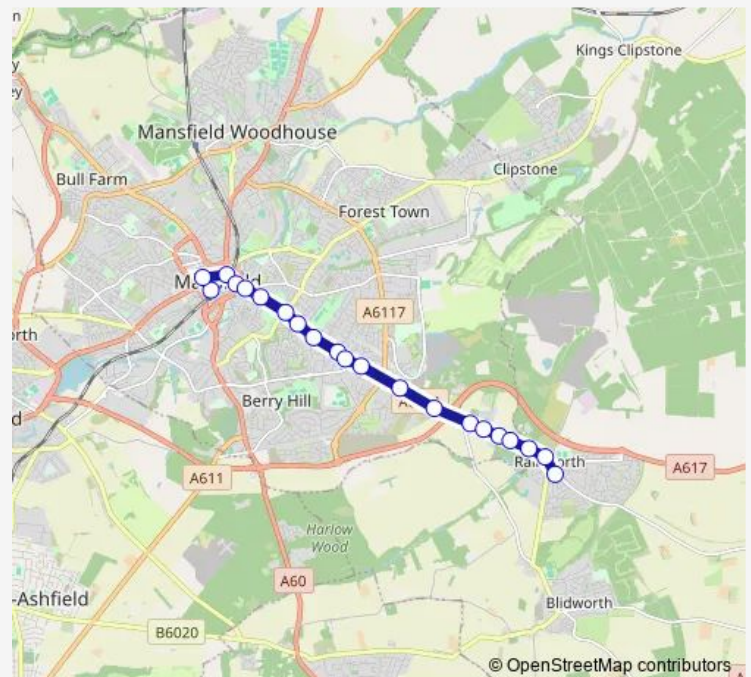 Kings Clipstone
Mansfield Woodhouse
Clipstone
Bull Farm
Forest Town
A6117
orth
Berry Hill
d
A617
A611
Harlow
Wood
A60
-Ashfield
Blidworth
B6020
© OpenStreetMap contributors